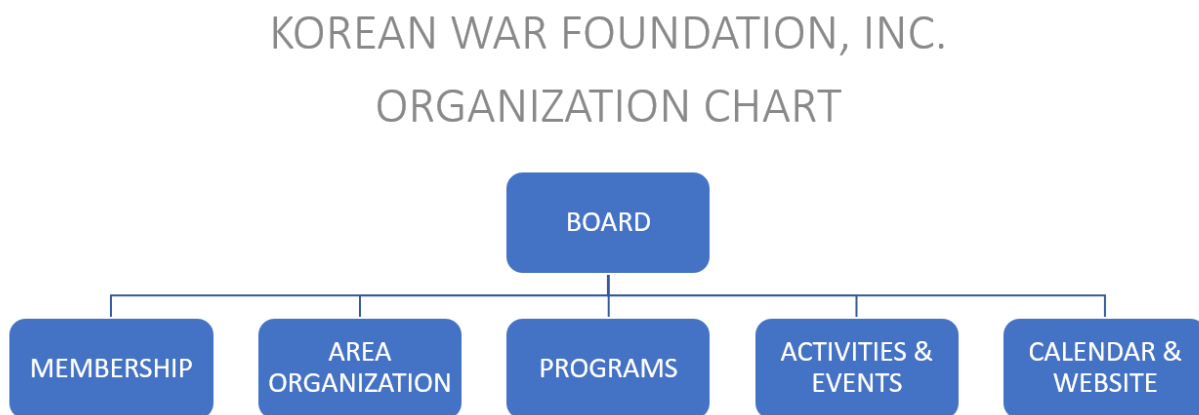 KOREAN WAR FOUNDATION, INC.
ORGANIZATION CHART
BOARD
MEMBERSHIP
AREA
ORGANIZATION
PROGRAMS
ACTIVITIES &
EVENTS
CALENDAR &
WEBSITE